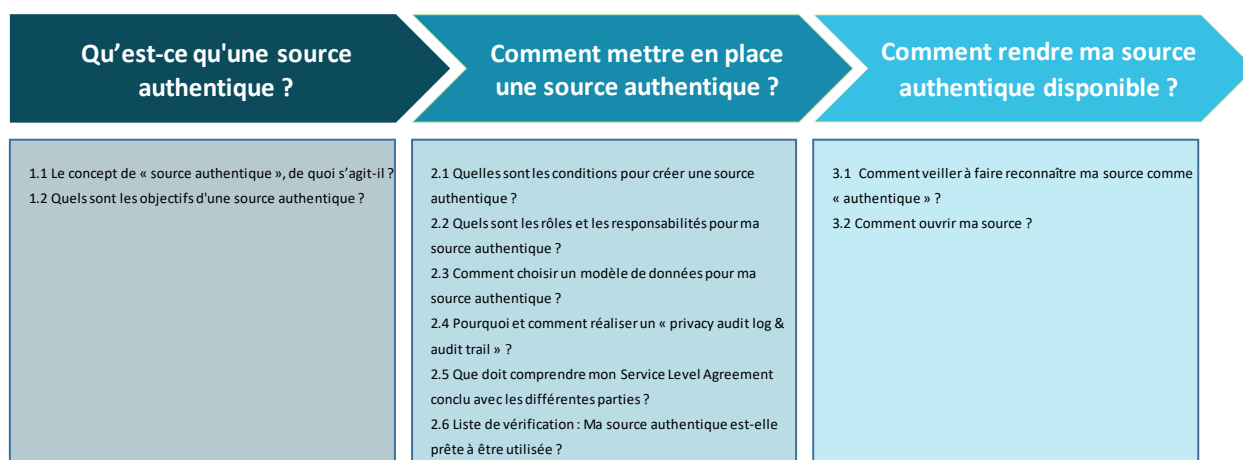 Qu’est-ce qu'une source
authentique ?
Comment mettre en place
une source authentique ?
Comment rendre ma source
authentique disponible ?
1.1 Le concept de « source authentique », de quoi s’agit-il ?
1.2 Quels sont les objectifs d'une source authentique ?
2.1 Quelles sont les conditions pour créer une source
authentique ?
2.2 Quels sont les rôles et les responsabilités pour ma
source authentique ?
2.3 Comment choisir un modèle de données pour ma
source authentique ?
2.4 Pourquoi et comment réaliser un « privacy audit log &
audit trail » ?
2.5 Que doit comprendre mon Service Level Agreement
conclu avec les différentes parties ?
2.6 Liste de vérification : Ma source authentique est-elle
prête à être utilisée ?
3.1 Comment veiller à faire reconnaître ma source comme
« authentique » ?
3.2 Comment ouvrir ma source ?